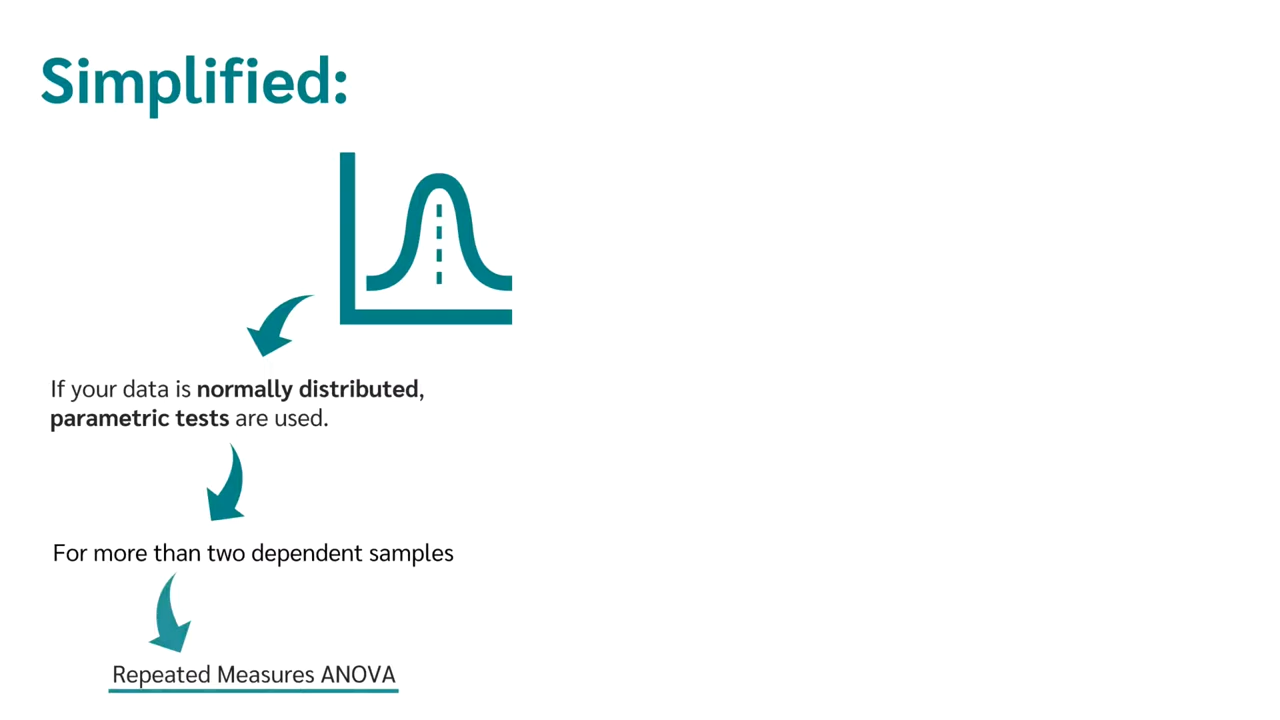 Simplified:
If your data is normally distributed,
parametric tests are used.
For more than two dependent samples
Repeated Measures ANOVA